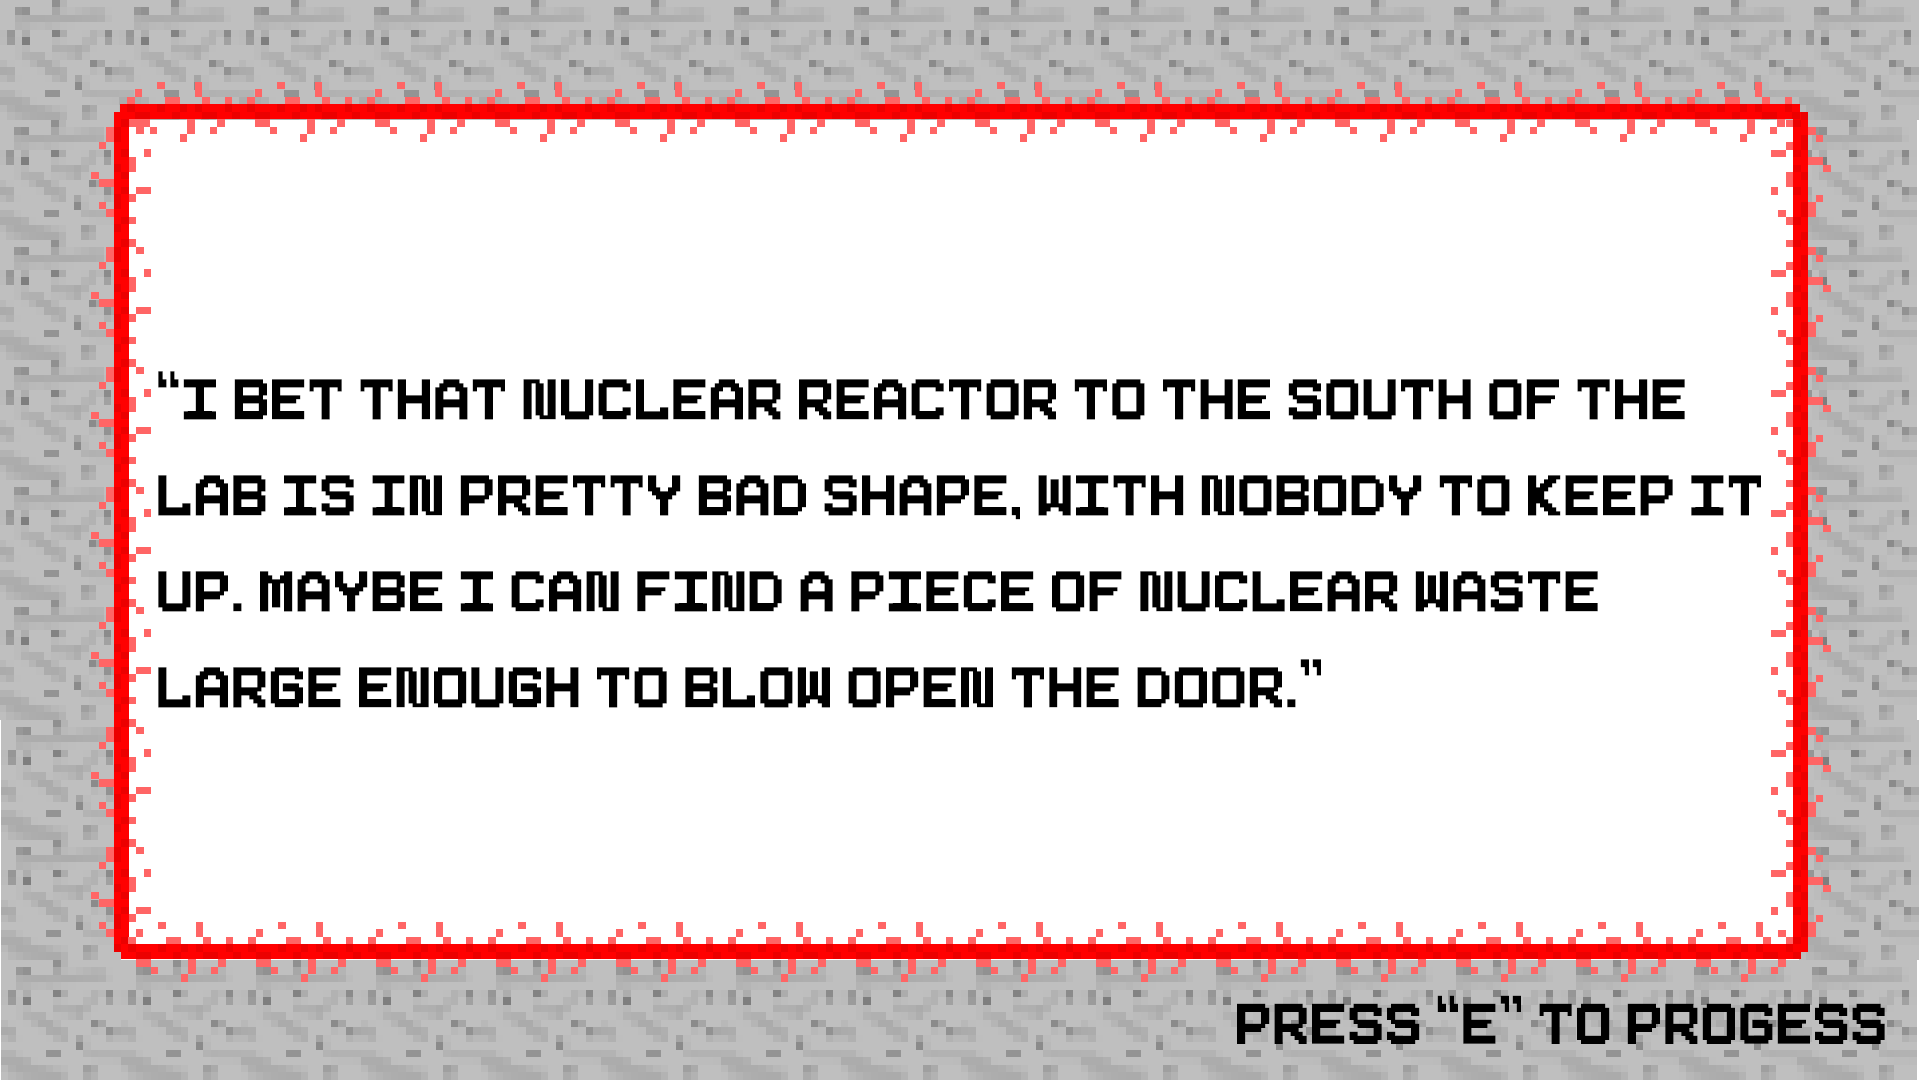 “I BET THAT NUCLEAR REACTOR TO THE SOUTH OF THE
LAB IS IN PRETTY BAD SHAPE, WITH NOBODY TO KEEP IT
UP. MAYBE I CAN FIND A PIECE OF NUCLEAR WASTE
LARGE ENOUGH TO BLOW OPEN THE DOOR.”
PRESS “E” TO PROGESS